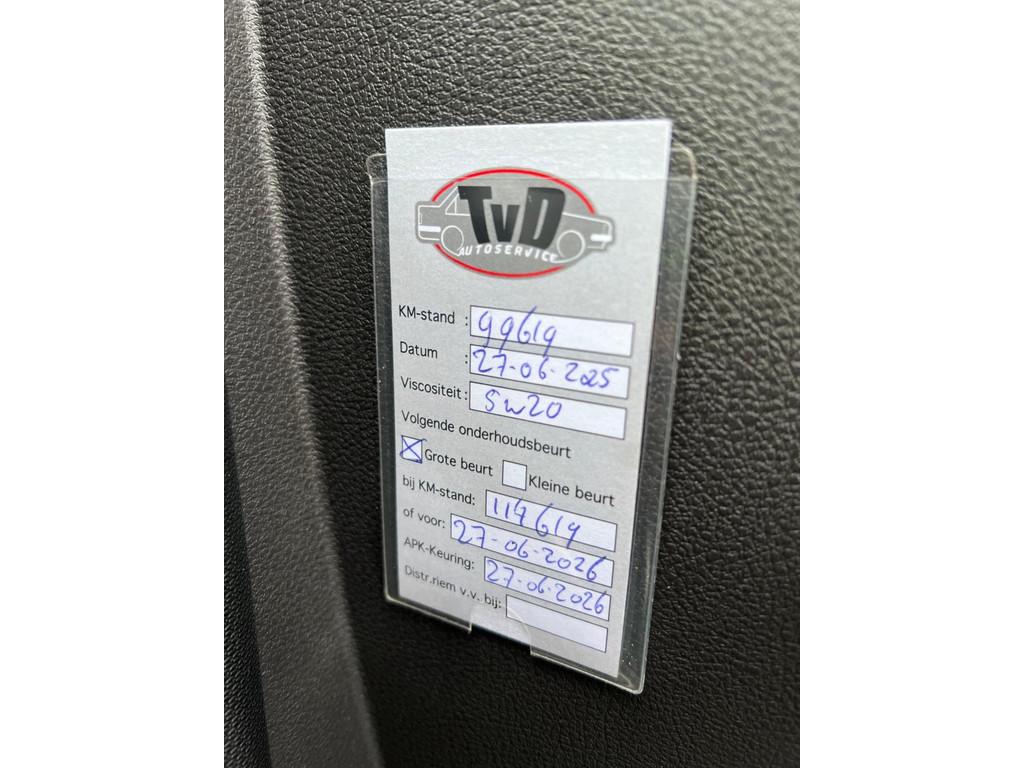 TvD
AUTOSERVICE
KM-stand : 99619
Datum : 27-06-2025
Viscositeit : 5w20
Volgende onderhoudsbeurt
Grote beurt Kleine beurt
bij KM-stand: 114619
of voor: 27-06-2026
APK-Keuring: 27-06-2026
Distr.riem v.v. bij: